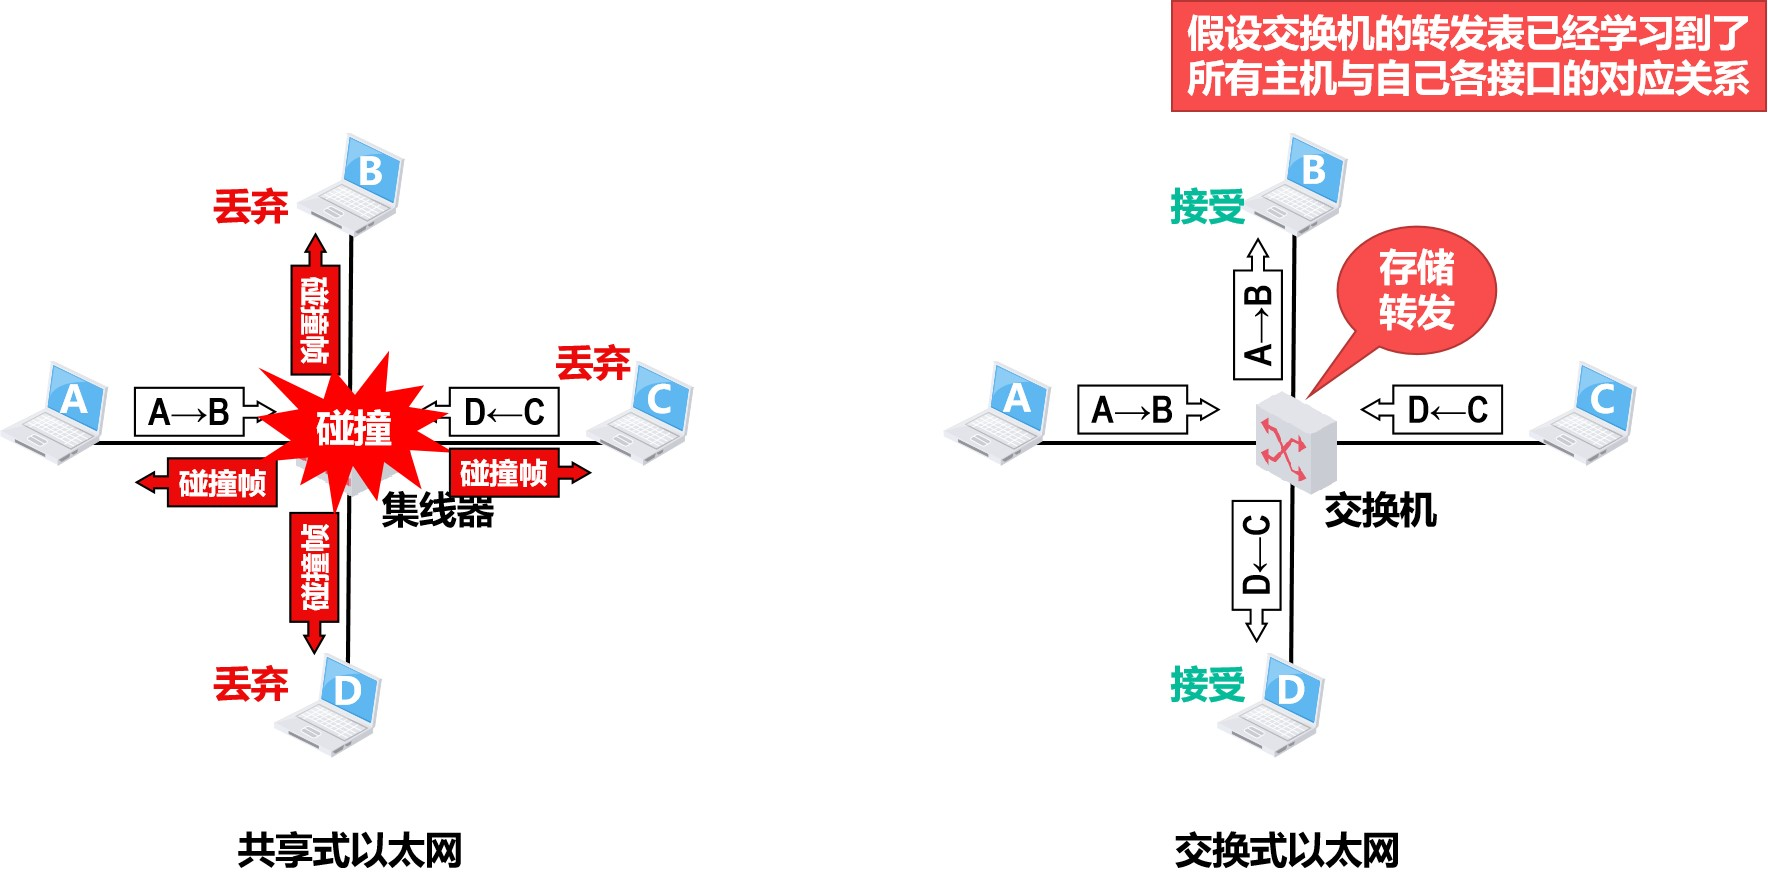 假设交换机的转发表已经学习到了
所有主机与自己各接口的对应关系
B
丢弃
碰撞帧
丢弃
A
A→B
碰撞
D←C
C
碰撞帧
碰撞帧
集线器
碰撞帧
丢弃
D
共享式以太网
B
接受
存储
转发
A→B
A
A→B
D←C
C
交换机
D←C
接受
D
交换式以太网